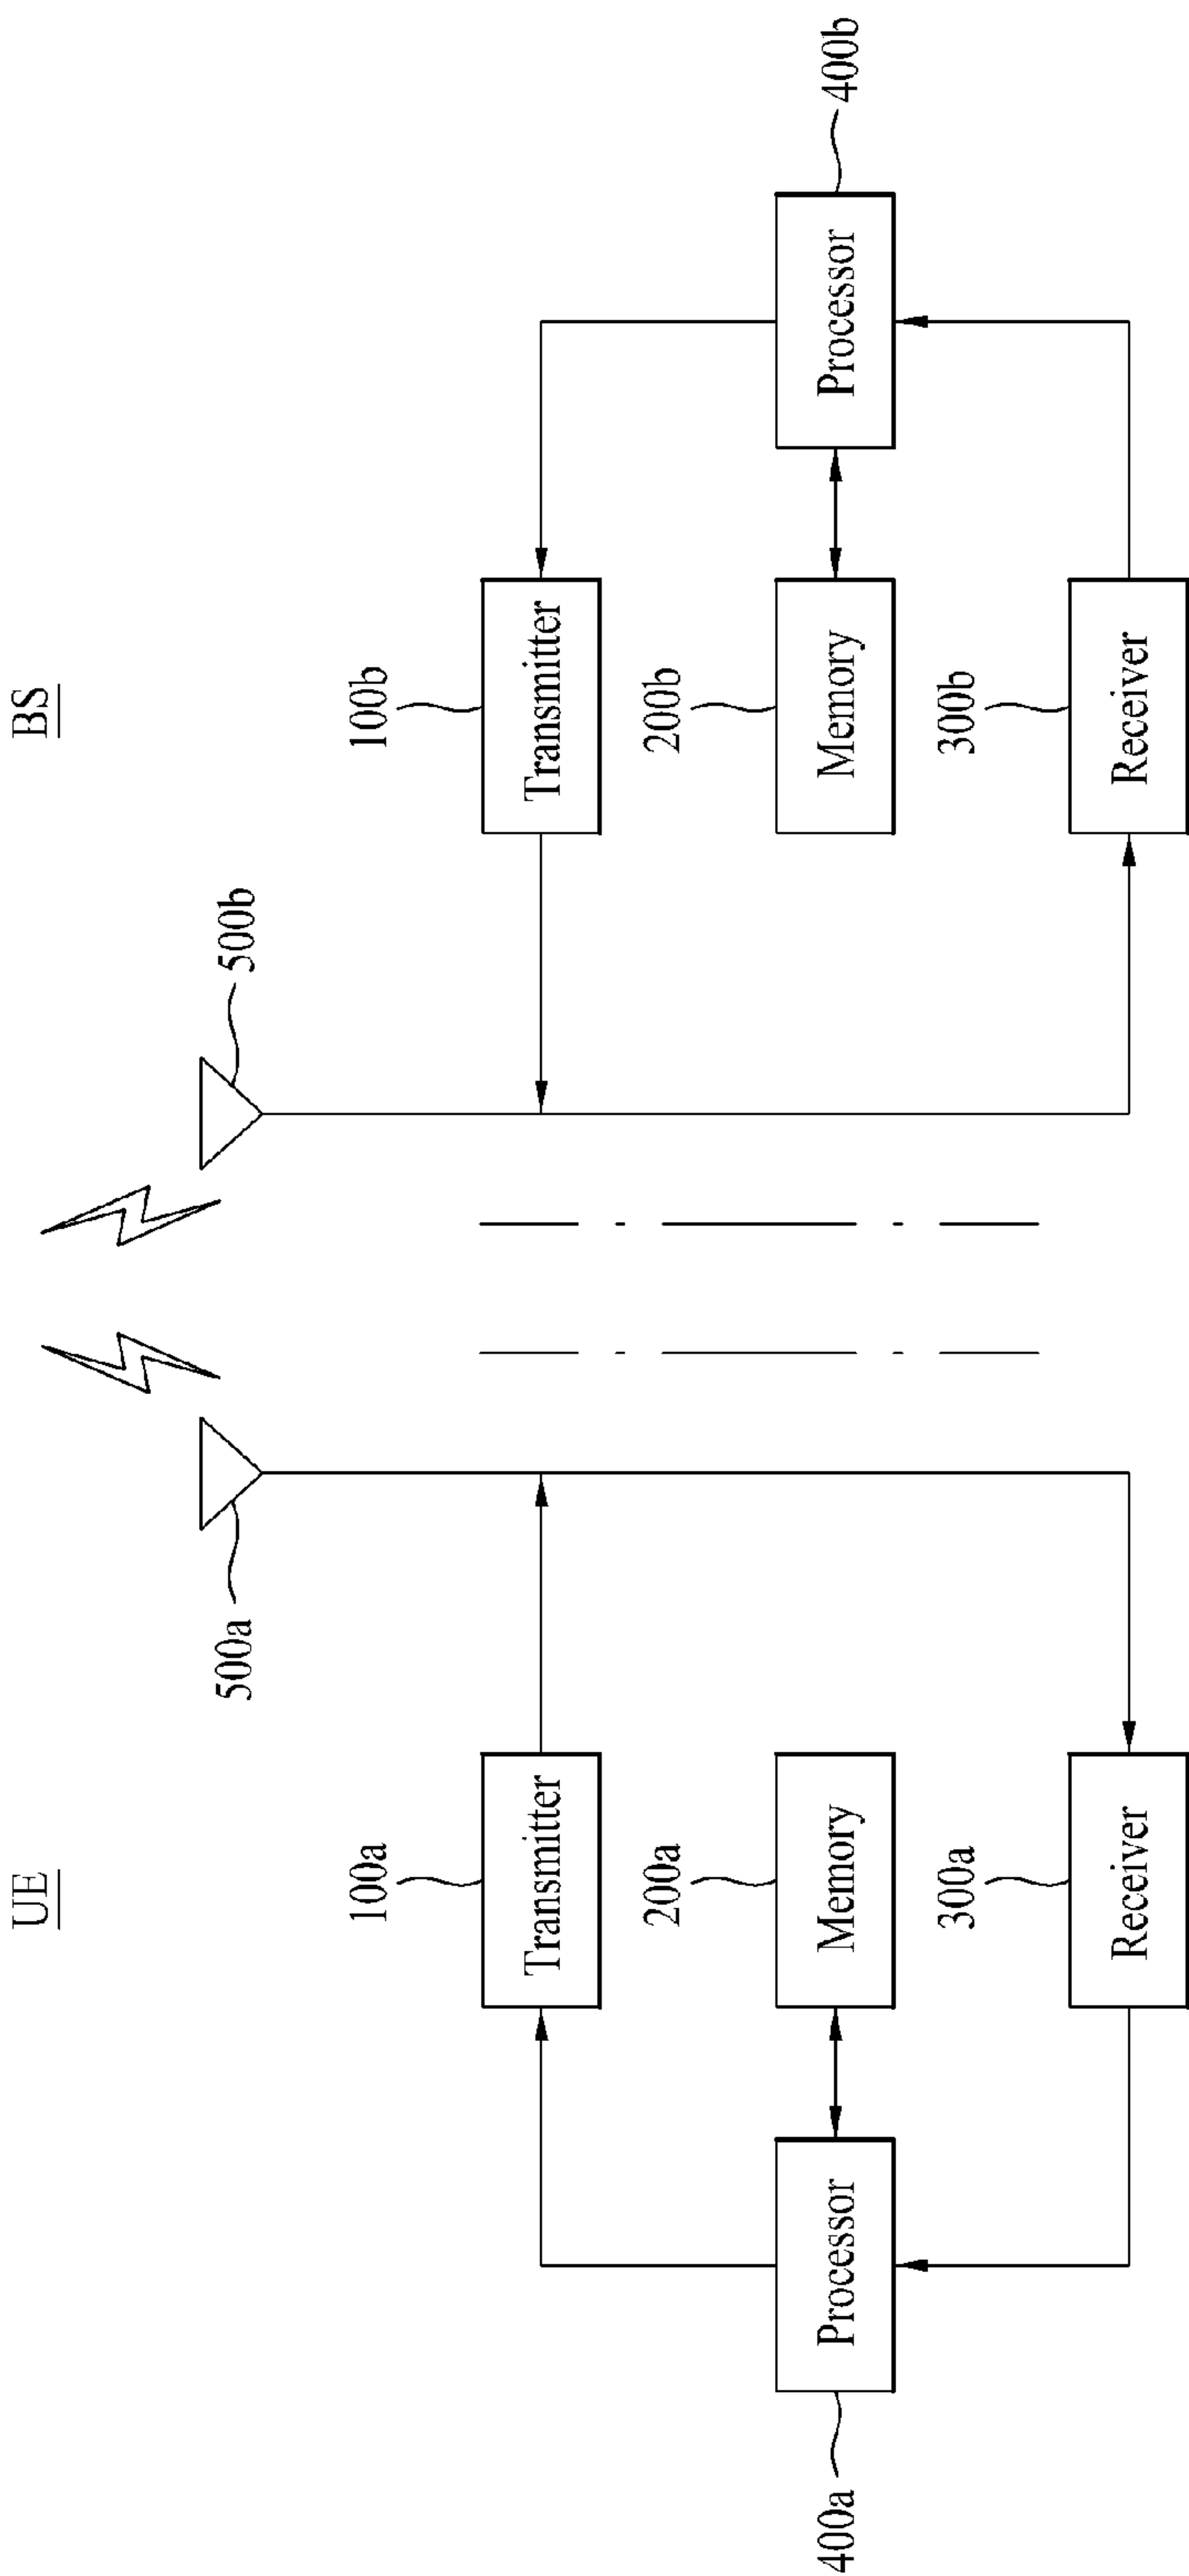 UE
BS
500a
500b
100a
Transmitter
100b
Transmitter
400a
Processor
200a
Memory
200b
Memory
Processor
400b
300a
Receiver
300b
Receiver